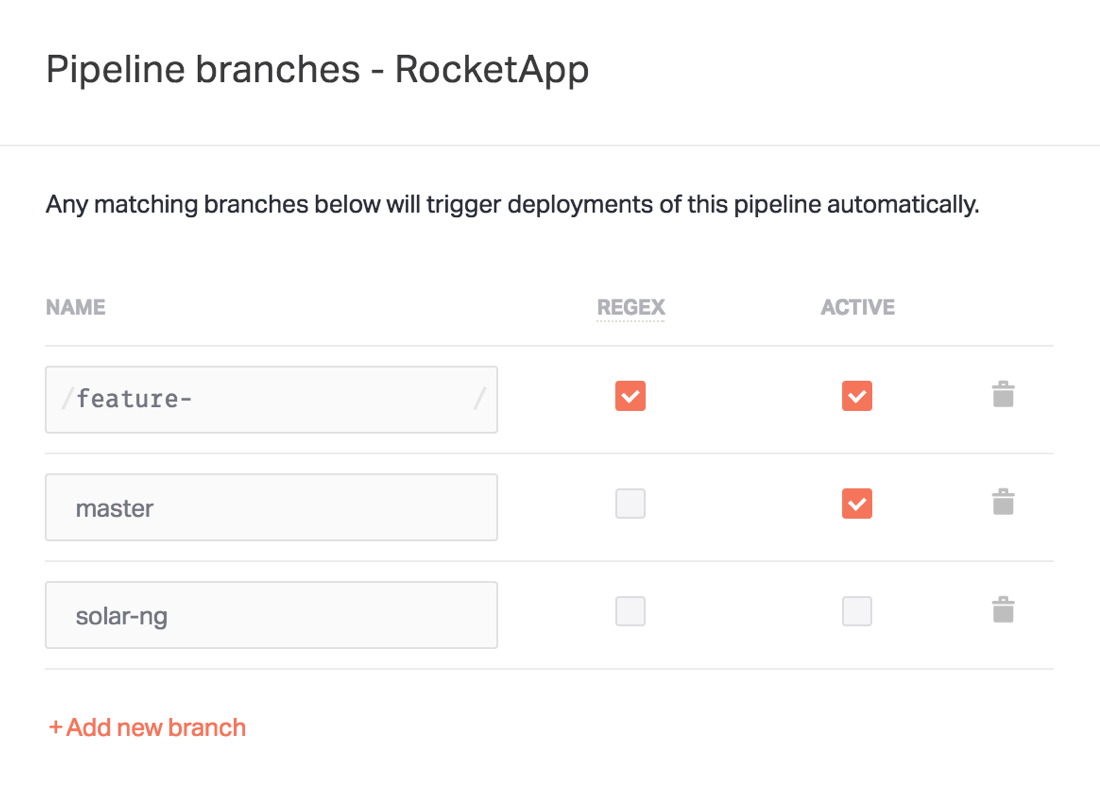 Pipeline branches - RocketApp
Any matching branches below will trigger deployments of this pipeline automatically.
NAME REGEX ACTIVE
/feature- /
master
solar-ng
+Add new branch